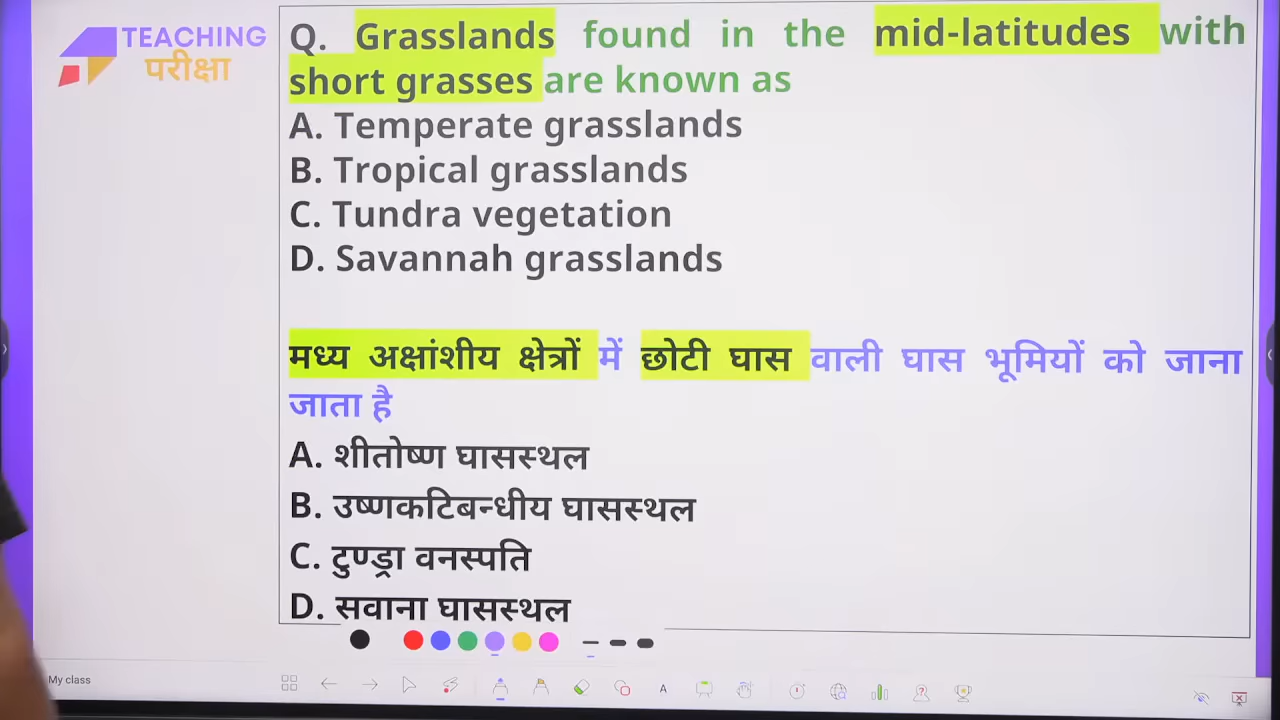 TEACHING
परीक्षा
Q. Grasslands found in the mid-latitudes with
short grasses are known as
A. Temperate grasslands
B. Tropical grasslands
C. Tundra vegetation
D. Savannah grasslands
मध्य अक्षांशीय क्षेत्रों में छोटी घास वाली घास भूमियों को जाना
जाता है
A. शीतोष्ण घासस्थल
B. उष्णकटिबन्धीय घासस्थल
C. टुण्ड्रा वनस्पति
D. सवाना घासस्थल
My class
A